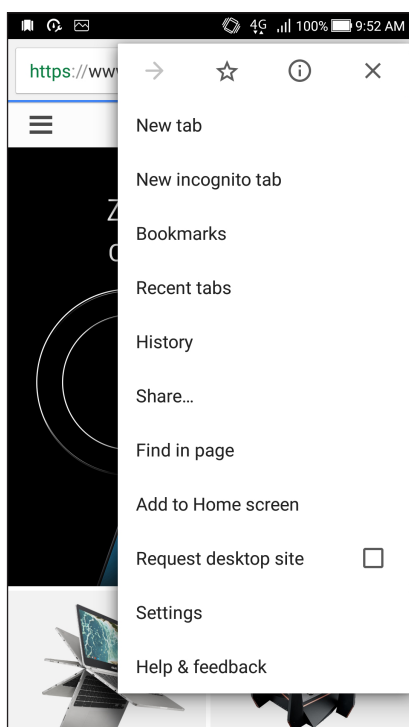 4G 100% 9:52 AM
https://www
New tab
New incognito tab
Bookmarks
Recent tabs
History
Share...
Find in page
Add to Home screen
Request desktop site
Settings
Help & feedback